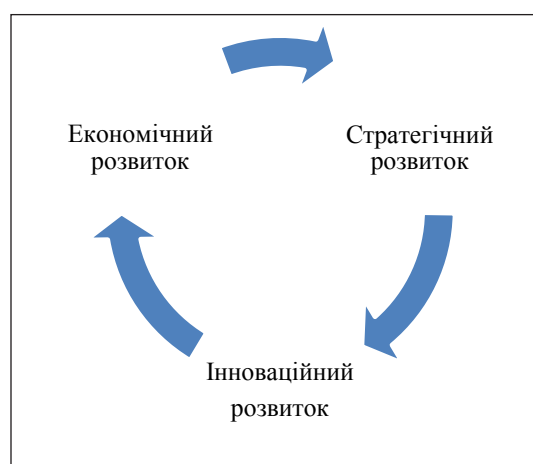 Економічний
розвиток
Стратегічний
розвиток
Інноваційний
розвиток